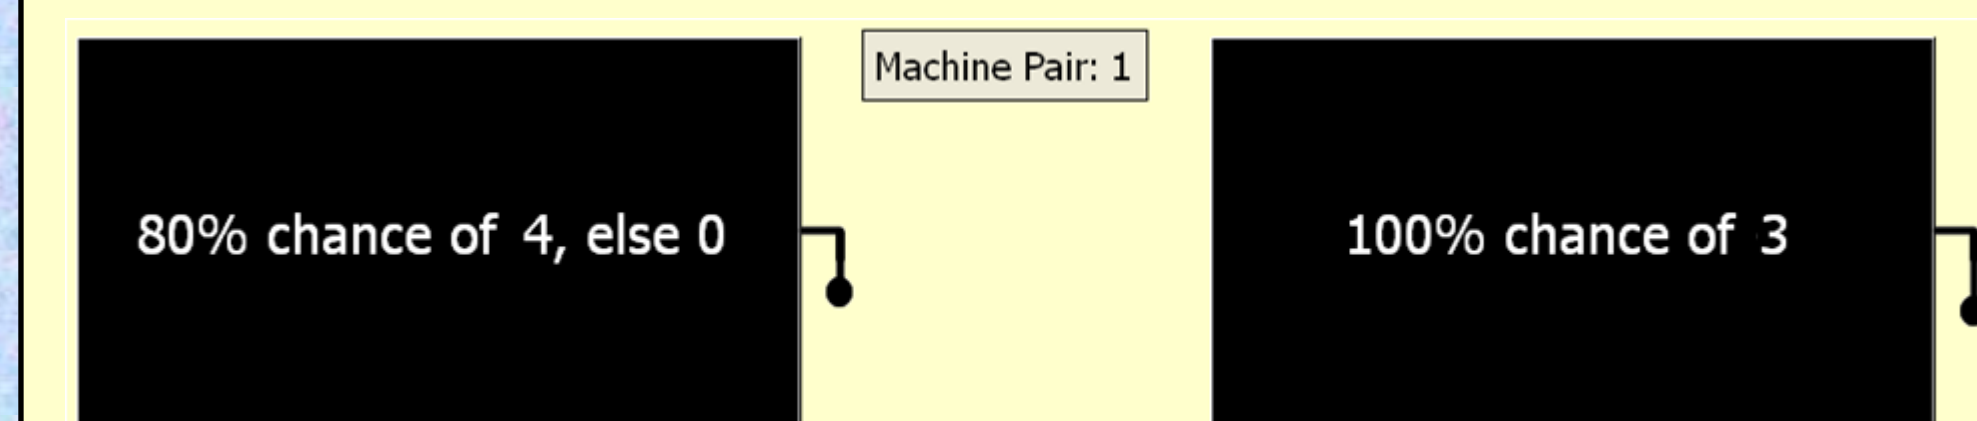 Machine Pair: 1
80% chance of 4, else 0
100% chance of 3